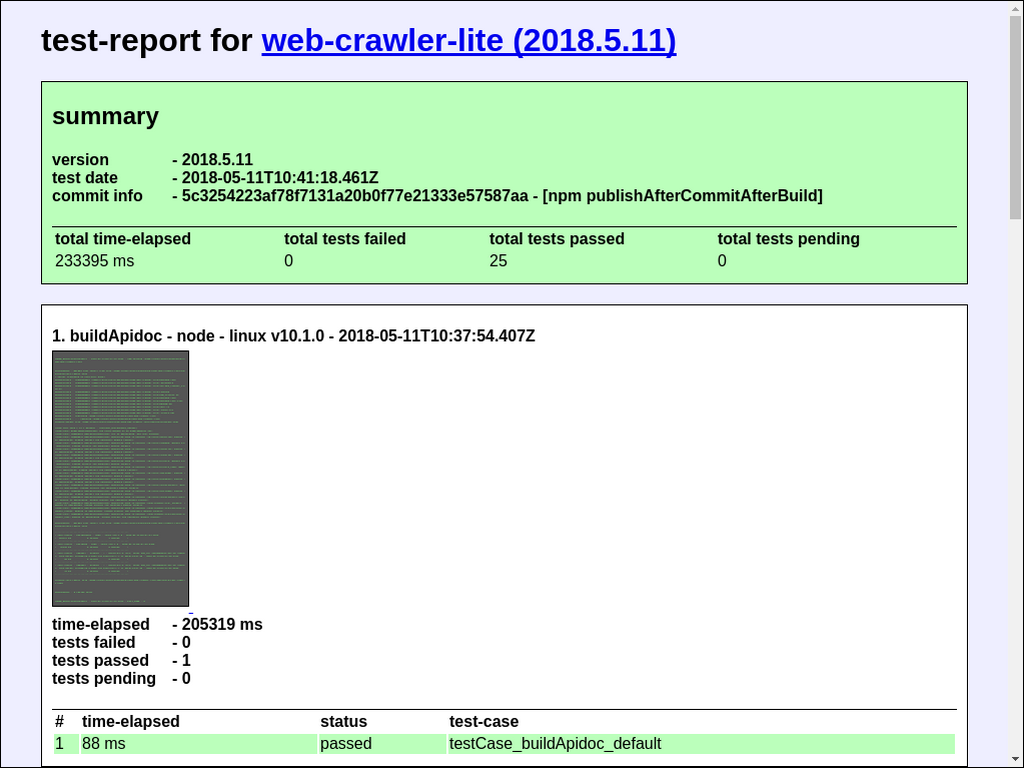 test-report for web-crawler-lite (2018.5.11)
summary
version - 2018.5.11
test date - 2018-05-11T10:41:18.461Z
commit info - 5c3254223af78f7131a20b0f77e21333e57587aa - [npm publishAfterCommitAfterBuild]
total time-elapsed total tests failed total tests passed total tests pending
233395 ms 0 25 0
1. buildApidoc - node - linux v10.1.0 - 2018-05-11T10:37:54.407Z
time-elapsed - 205319 ms
tests failed - 0
tests passed - 1
tests pending - 0
# time-elapsed status test-case
1 88 ms passed testCase_buildApidoc_default